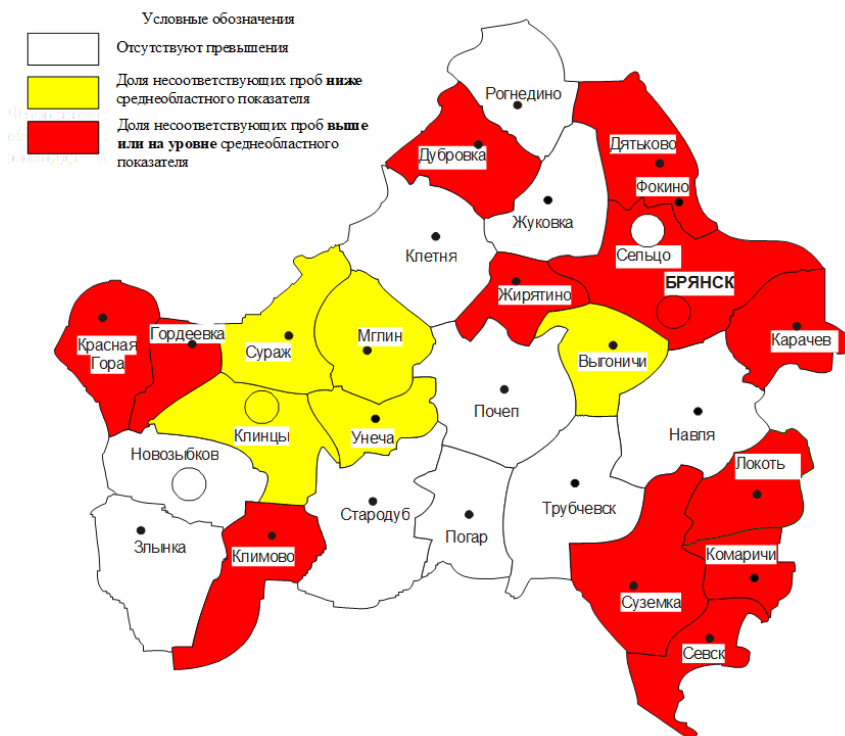 Условные обозначения
Отсутствуют превышения
Доля несоответствующих проб ниже
среднеобластного показателя
Доля несоответствующих проб выше
или на уровне среднеобластного
показателя
Рогнедино
Дубровка
Дятьково
Фокино
Жуковка
Клетня
Сельцо
БРЯНСК
Жирятино
Красная
Гора
Гордеевка
Сураж
Мглин
Выгоничи
Карачев
Почеп
Клинцы
Унеча
Навля
Новозыбков
Локоть
Стародуб
Погар
Трубчевск
Злынка
Климово
Комаричи
Суземка
Севск